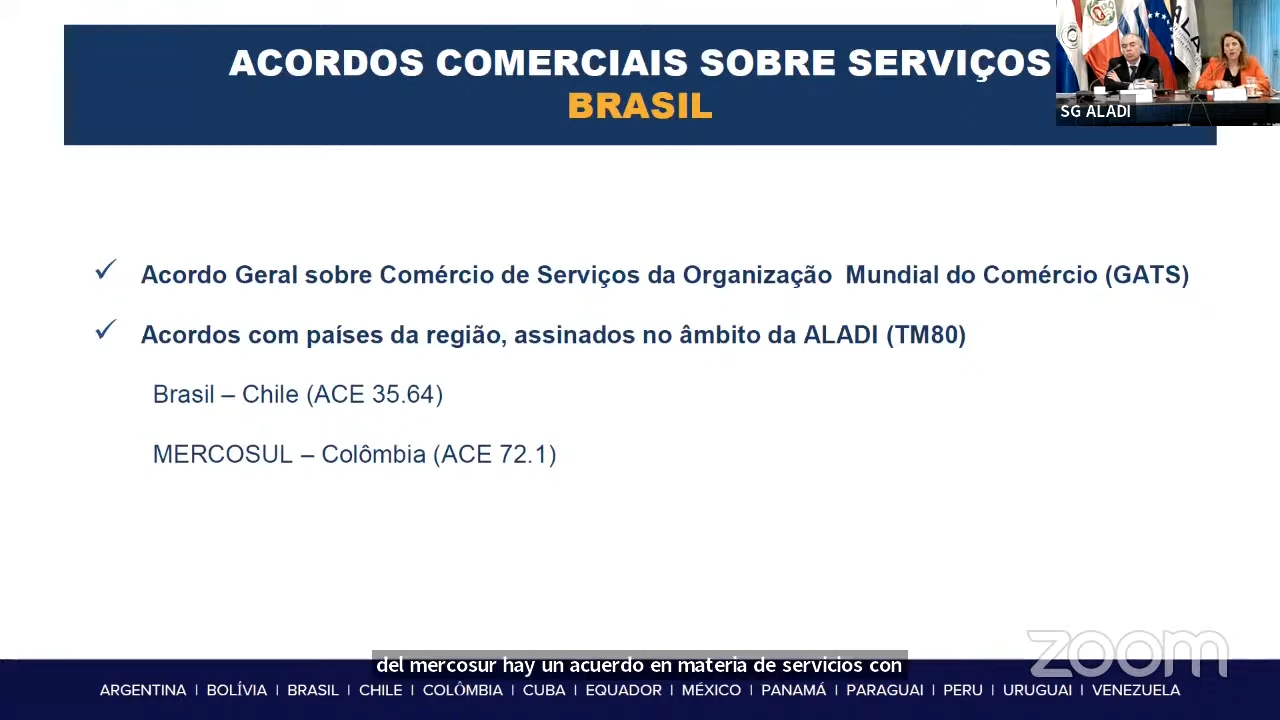 ACORDOS COMERCIAIS SOBRE SERVIÇOS
BRASIL
SG ALADI
Acordo Geral sobre Comércio de Serviços da Organização Mundial do Comércio (GATS)
Acordos com países da região, assinados no âmbito da ALADI (TM80)
Brasil – Chile (ACE 35.64)
MERCOSUL – Colômbia (ACE 72.1)
zoom
del mercosur hay un acuerdo en materia de servicios con
ARGENTINA | BOLÍVIA | BRASIL | CHILE | COLÔMBIA | CUBA | EQUADOR | MÉXICO | PANAMÁ | PARAGUAI | PERU | URUGUAI | VENEZUELA